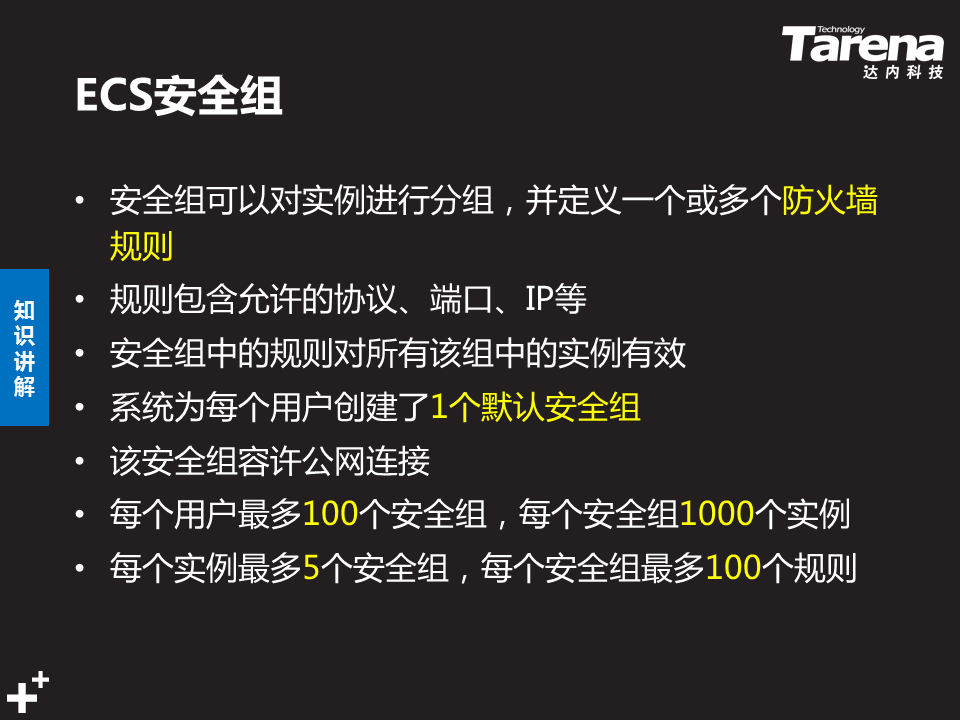 Technology
Tarena
达内科技
ECS安全组
• 安全组可以对实例进行分组，并定义一个或多个防火墙
规则
• 规则包含允许的协议、端口、IP等
• 安全组中的规则对所有该组中的实例有效
• 系统为每个用户创建了1个默认安全组
• 该安全组容许公网连接
• 每个用户最多100个安全组，每个安全组1000个实例
• 每个实例最多5个安全组，每个安全组最多100个规则
知
识
讲
解